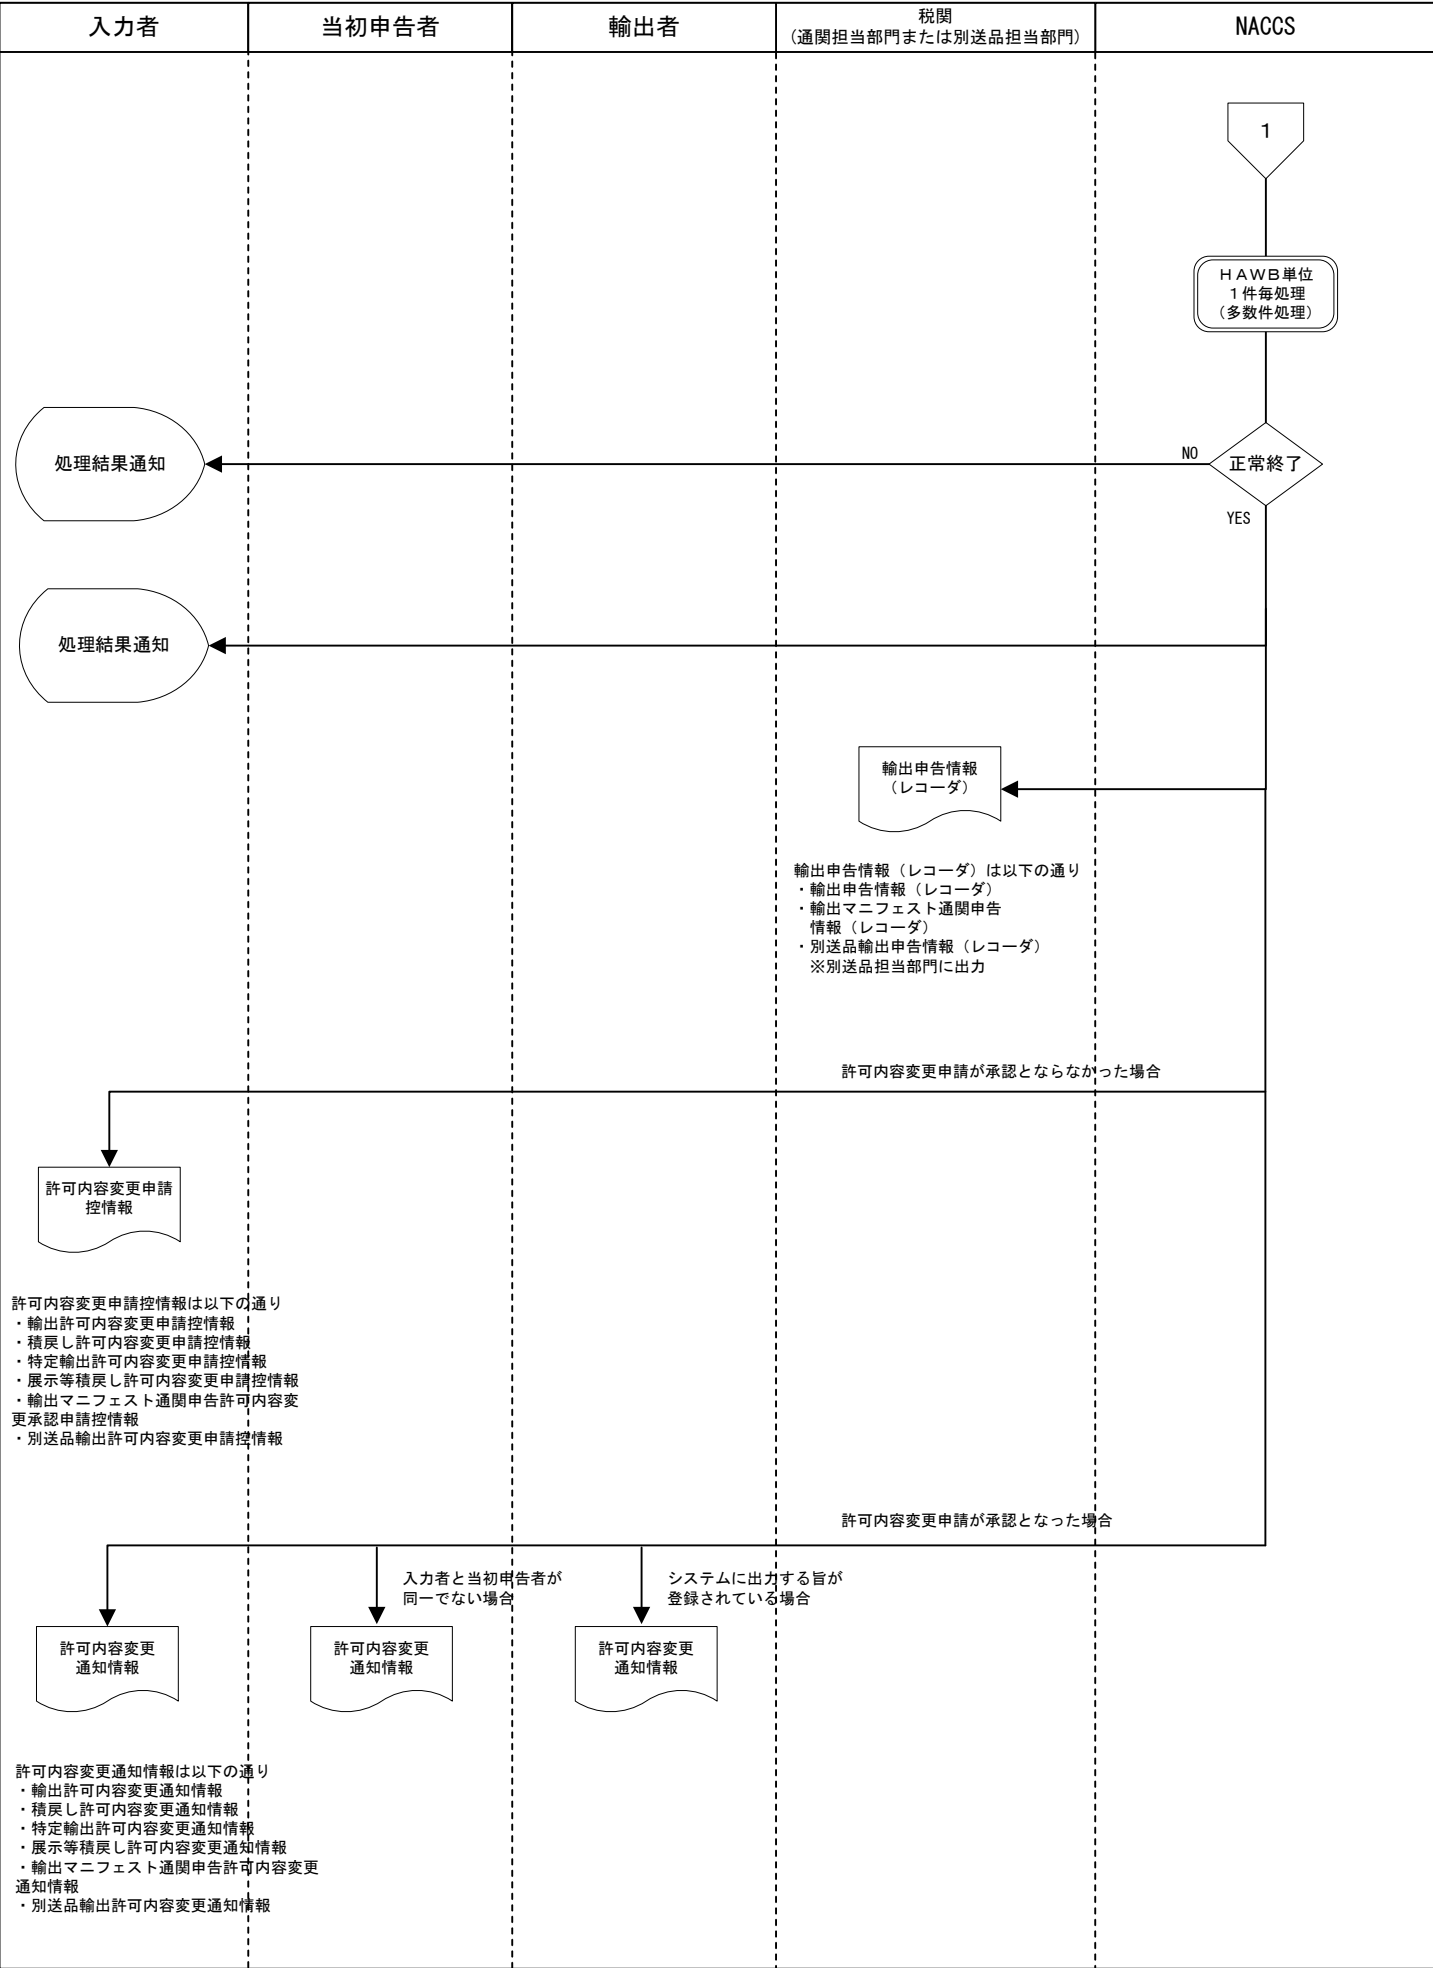 入力者
当初申告者
輸出者
税関
（通関担当部門または別送品担当部門）
NACCS
1
ＨＡＷＢ単位
１件毎処理
（多数件処理）
処理結果通知
NO
正常終了
YES
処理結果通知
輸出申告情報
（レコーダ）
輸出申告情報（レコーダ）は以下の通り
・輸出申告情報（レコーダ）
・輸出マニフェスト通関申告
情報（レコーダ）
・別送品輸出申告情報（レコーダ）
※別送品担当部門に出力
許可内容変更申請が承認とならなかった場合
許可内容変更申請
控情報
許可内容変更申請控情報は以下の通り
・輸出許可内容変更申請控情報
・積戻し許可内容変更申請控情報
・特定輸出許可内容変更申請控情報
・展示等積戻し許可内容変更申請控情報
・輸出マニフェスト通関申告許可内容変
更承認申請控情報
・別送品輸出許可内容変更申請控情報
許可内容変更申請が承認となった場合
入力者と当初申告者が
同一でない場合
システムに出力する旨が
登録されている場合
許可内容変更
通知情報
許可内容変更
通知情報
許可内容変更
通知情報
許可内容変更通知情報は以下の通り
・輸出許可内容変更通知情報
・積戻し許可内容変更通知情報
・特定輸出許可内容変更通知情報
・展示等積戻し許可内容変更通知情報
・輸出マニフェスト通関申告許可内容変更
通知情報
・別送品輸出許可内容変更通知情報